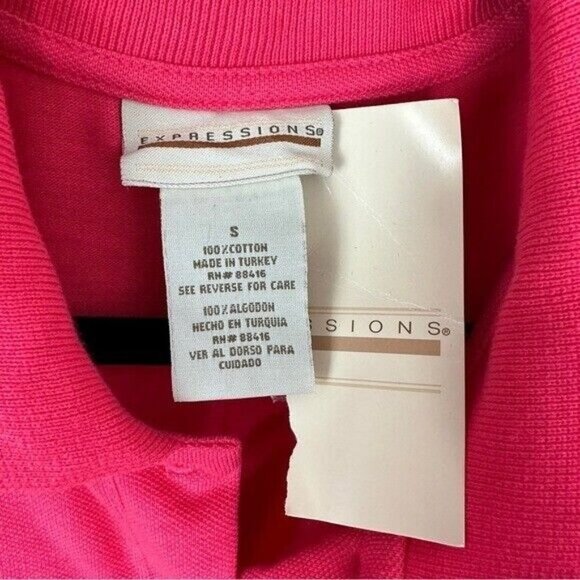 EXPRESSIONS®
S
100%COTTON
MADE IN TURKEY
RN# 88416
SEE REVERSE FOR CARE
100%ALGODON
HECHO EN TURQUIA
RN# 88416
VER AL DORSO PARA
CUIDADO
SSIONS®